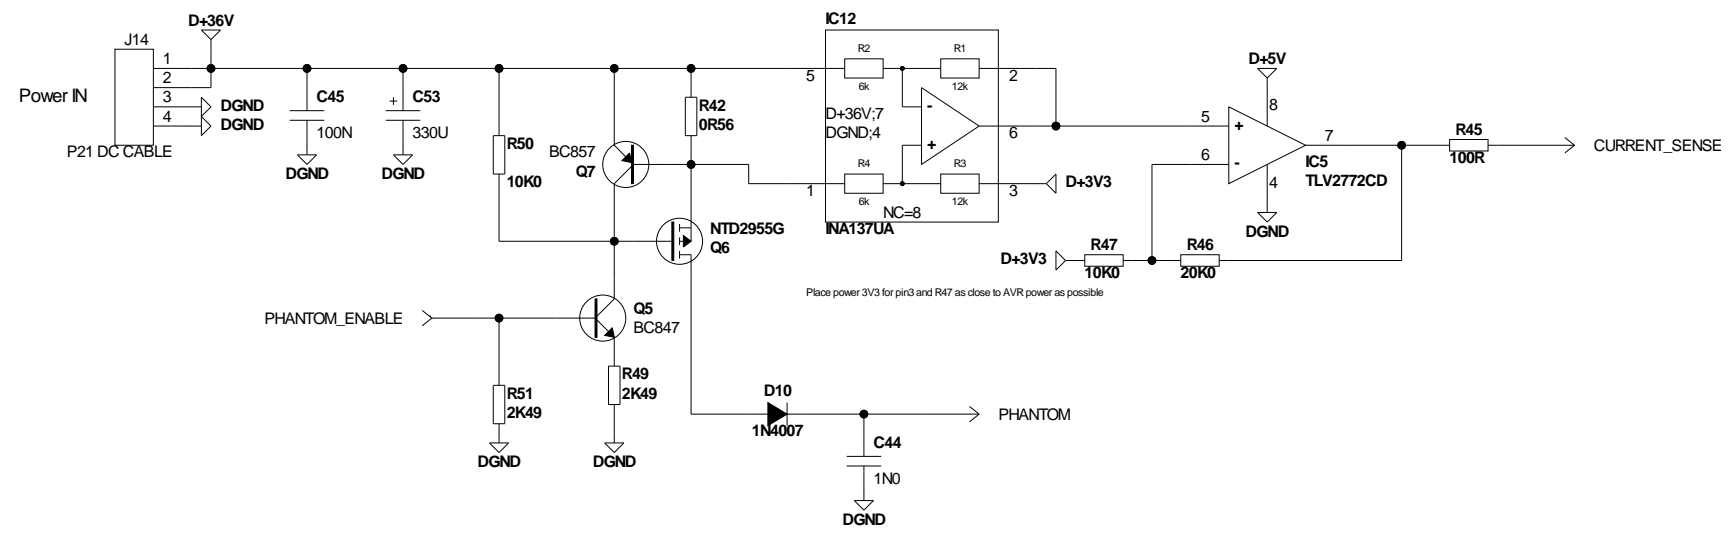 D+36V
J14
1
2
3
4
Power IN
DGND
DGND
P21 DC CABLE
C45
100N
DGND
C53
+
330U
DGND
R50
10K0
BC857
Q7
R42
0R56
NTD2955G
Q6
IC12
5
R2
6k
R1
12k
2
D+36V;7
DGND;4
-
+
6
1
R4
6k
R3
12k
3
D+3V3
NC=8
INA137UA
D+5V
8
5
+
6
-
7
IC5
TLV2772CD
4
DGND
R45
100R
CURRENT_SENSE
D+3V3
R47
10K0
R46
20K0
Place power 3V3 for pin3 and R47 as close to AVR power as possible
PHANTOM_ENABLE
Q5
BC847
R51
2K49
DGND
R49
2K49
DGND
D10
1N4007
PHANTOM
C44
1N0
DGND